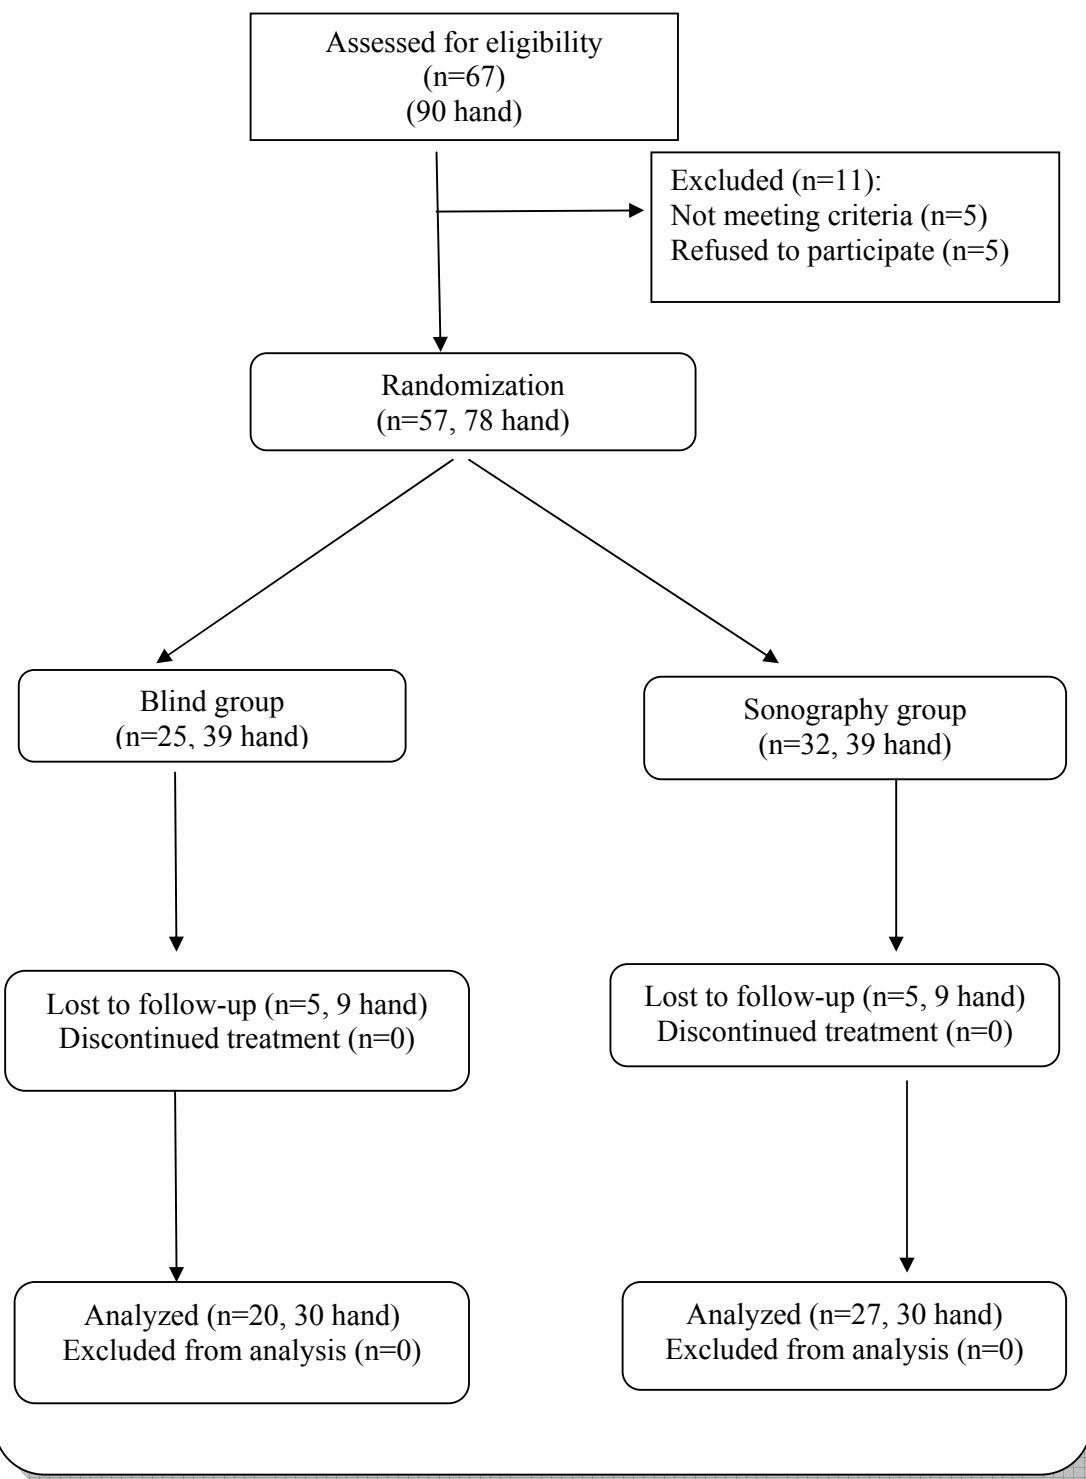 Assessed for eligibility
(n=67)
(90 hand)
Excluded (n=11):
Not meeting criteria (n=5)
Refused to participate (n=5)
Randomization
(n=57, 78 hand)
Blind group
(n=25, 39 hand)
Sonography group
(n=32, 39 hand)
Lost to follow-up (n=5, 9 hand)
Discontinued treatment (n=0)
Lost to follow-up (n=5, 9 hand)
Discontinued treatment (n=0)
Analyzed (n=20, 30 hand)
Excluded from analysis (n=0)
Analyzed (n=27, 30 hand)
Excluded from analysis (n=0)